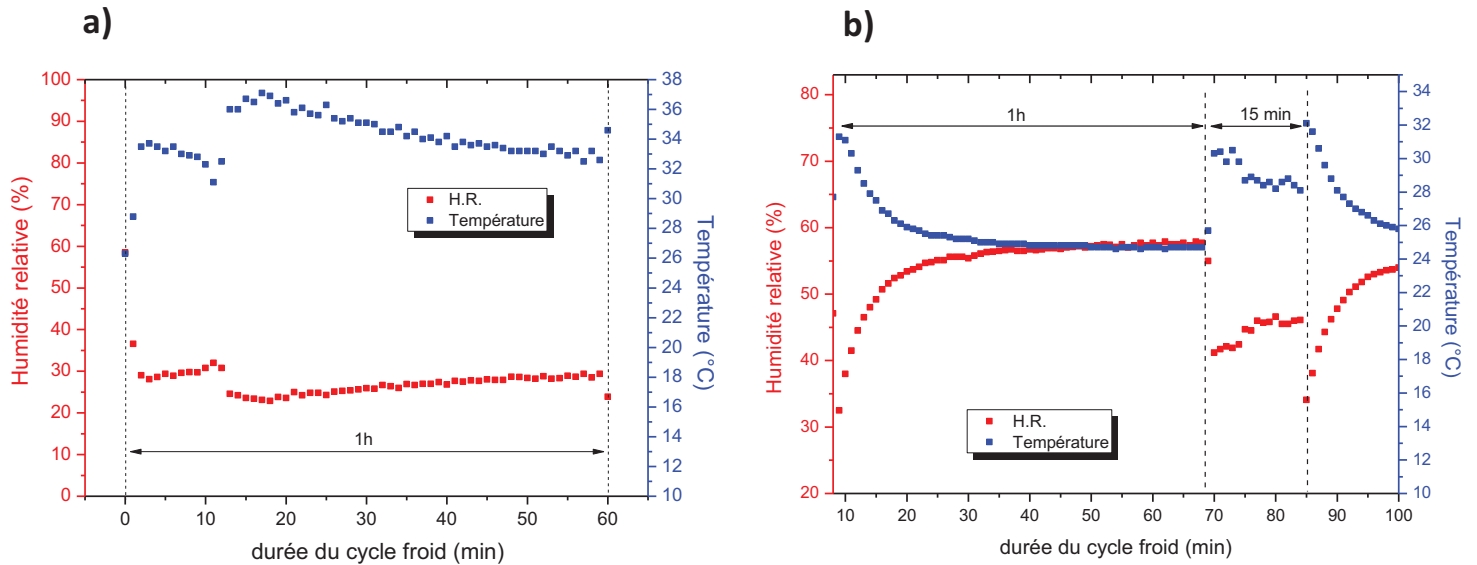 a)
Humidité relative (%)
100
90
80
70
60
50
40
30
20
10
0
H.R.
Température
1h
38
36
34
32
30
28
26
24
22
20
18
16
14
12
10
Température (°C)
0 10 20 30 40 50 60
durée du cycle froid (min)
b)
Humidité relative (%)
80
70
60
50
40
30
20
1h
15 min
H.R.
Température
34
32
30
28
26
24
22
20
18
16
14
12
10
Température (°C)
10 20 30 40 50 60 70 80 90 100
durée du cycle froid (min)